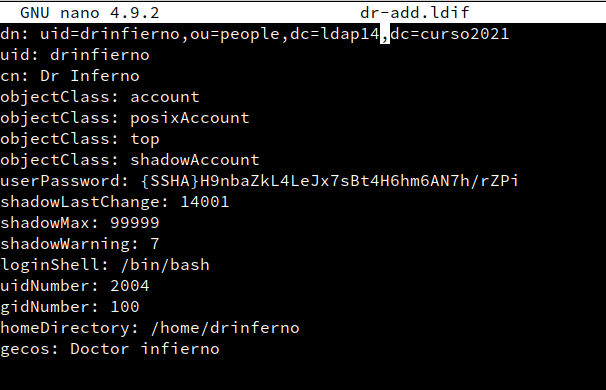 GNU nano 4.9.2 dr-add.ldif
dn: uid=drinfierno,ou=people,dc=ldap14,dc=curso2021
uid: drinfierno
cn: Dr Inferno
objectClass: account
objectClass: posixAccount
objectClass: top
objectClass: shadowAccount
userPassword: {SSHA}H9nbaZkL4LeJx7sBt4H6hm6AN7h/rZPi
shadowLastChange: 14001
shadowMax: 99999
shadowWarning: 7
loginShell: /bin/bash
uidNumber: 2004
gidNumber: 100
homeDirectory: /home/drinferno
gecos: Doctor infierno